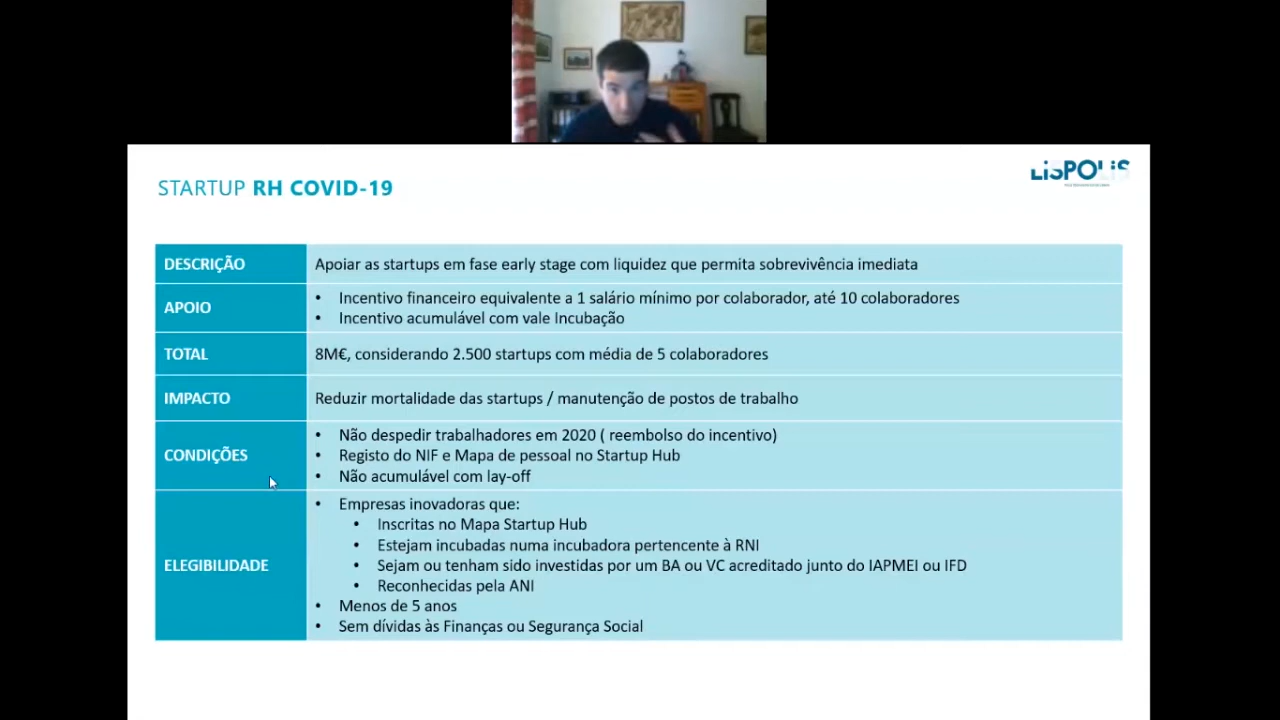 LiSPOLiS
STARTUP RH COVID-19
DESCRIÇÃO
Apoiar as startups em fase early stage com liquidez que permita sobrevivência imediata
APOIO
• Incentivo financeiro equivalente a 1 salário mínimo por colaborador, até 10 colaboradores
• Incentivo acumulável com vale Incubação
TOTAL
8M€, considerando 2.500 startups com média de 5 colaboradores
IMPACTO
Reduzir mortalidade das startups / manutenção de postos de trabalho
CONDIÇÕES
• Não despedir trabalhadores em 2020 ( reembolso do incentivo)
• Registo do NIF e Mapa de pessoal no Startup Hub
• Não acumulável com lay-off
ELEGIBILIDADE
• Empresas inovadoras que:
• Inscritas no Mapa Startup Hub
• Estejam incubadas numa incubadora pertencente à RNI
• Sejam ou tenham sido investidas por um BA ou VC acreditado junto do IAPMEI ou IFD
• Reconhecidas pela ANI
• Menos de 5 anos
• Sem dívidas às Finanças ou Segurança Social